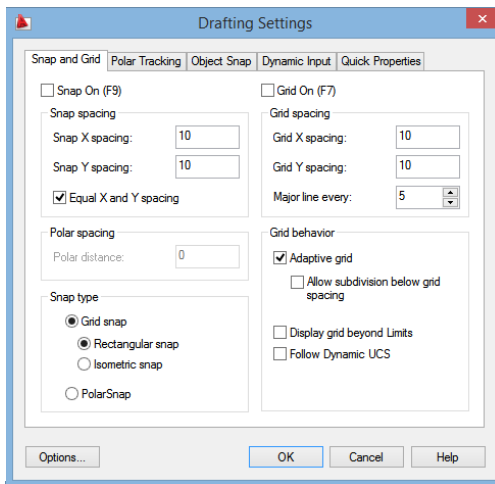 Drafting Settings
Snap and Grid Polar Tracking Object Snap Dynamic Input Quick Properties
Snap On (F9)
Snap spacing
Snap X spacing: 10
Snap Y spacing: 10
Equal X and Y spacing
Polar spacing
Polar distance: 0
Snap type
Grid snap
Rectangular snap
Isometric snap
PolarSnap
Grid On (F7)
Grid spacing
Grid X spacing: 10
Grid Y spacing: 10
Major line every: 5
Grid behavior
Adaptive grid
Allow subdivision below grid
spacing
Display grid beyond Limits
Follow Dynamic UCS
Options... OK Cancel Help